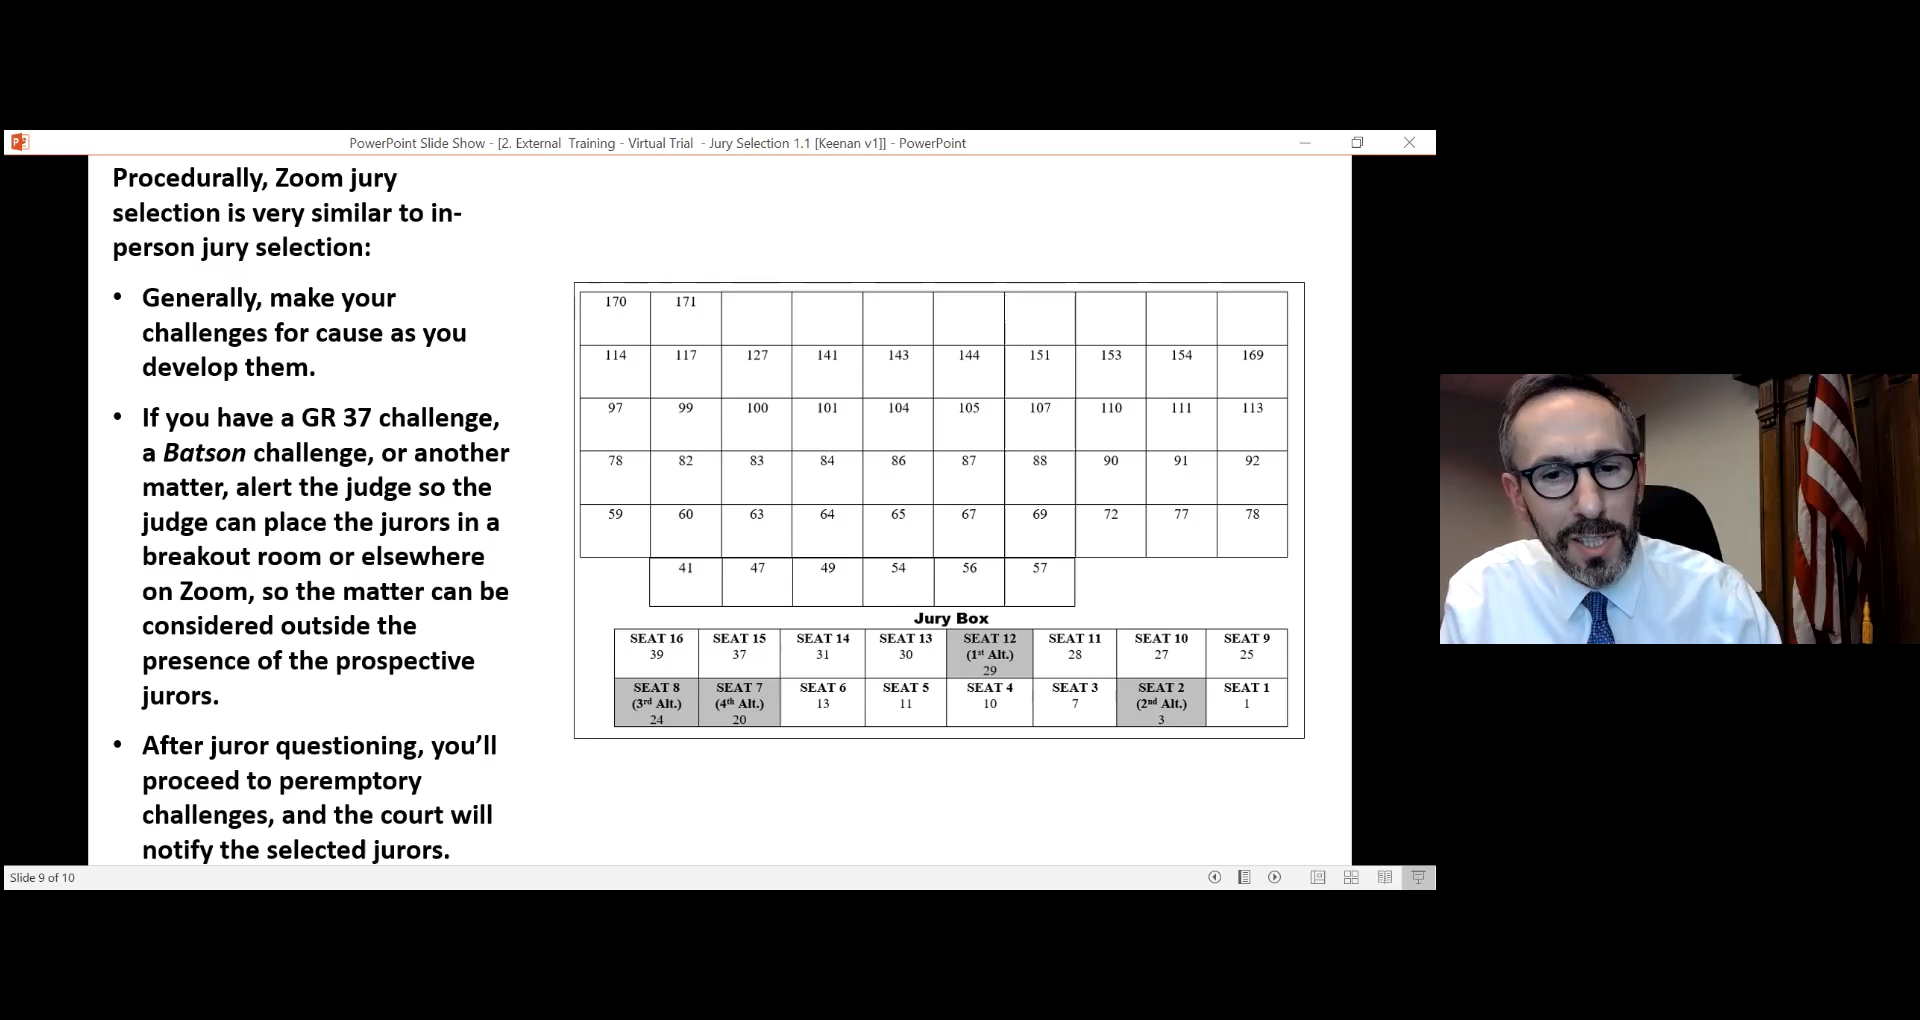 PowerPoint Slide Show - [2. External Training - Virtual Trial - Jury Selection 1.1 [Keenan v1]] - PowerPoint
Procedurally, Zoom jury
selection is very similar to in-
person jury selection:
• Generally, make your
challenges for cause as you
develop them.
• If you have a GR 37 challenge,
a Batson challenge, or another
matter, alert the judge so the
judge can place the jurors in a
breakout room or elsewhere
on Zoom, so the matter can be
considered outside the
presence of the prospective
jurors.
• After juror questioning, you’ll
proceed to peremptory
challenges, and the court will
notify the selected jurors.
170 171
114 117 127 141 143 144 151 153 154 169
97 99 100 101 104 105 107 110 111 113
78 82 83 84 86 87 88 90 91 92
59 60 63 64 65 67 69 72 77 78
41 47 49 54 56 57
Jury Box
SEAT 16 SEAT 15 SEAT 14 SEAT 13 SEAT 12 SEAT 11 SEAT 10 SEAT 9
39 37 31 30 (1st Alt.) 28 27 25
29
SEAT 8 SEAT 7 SEAT 6 SEAT 5 SEAT 4 SEAT 3 SEAT 2 SEAT 1
(3rd Alt.) (4th Alt.) 13 11 10 7 (2nd Alt.) 1
24 20 3
Slide 9 of 10